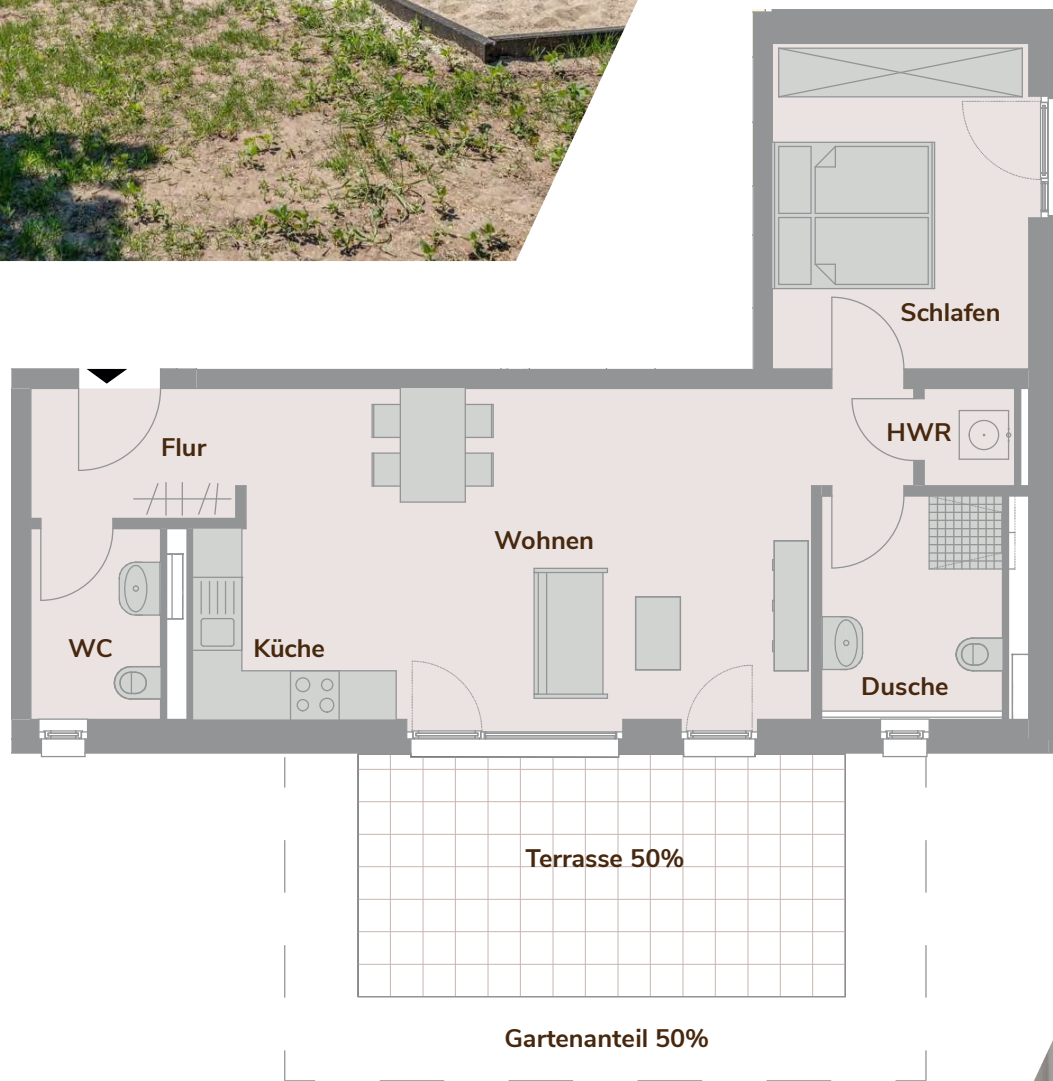 Schlafen
HWR
Flur
Wohnen
WC
Küche
Dusche
Terrasse 50%
Gartenanteil 50%